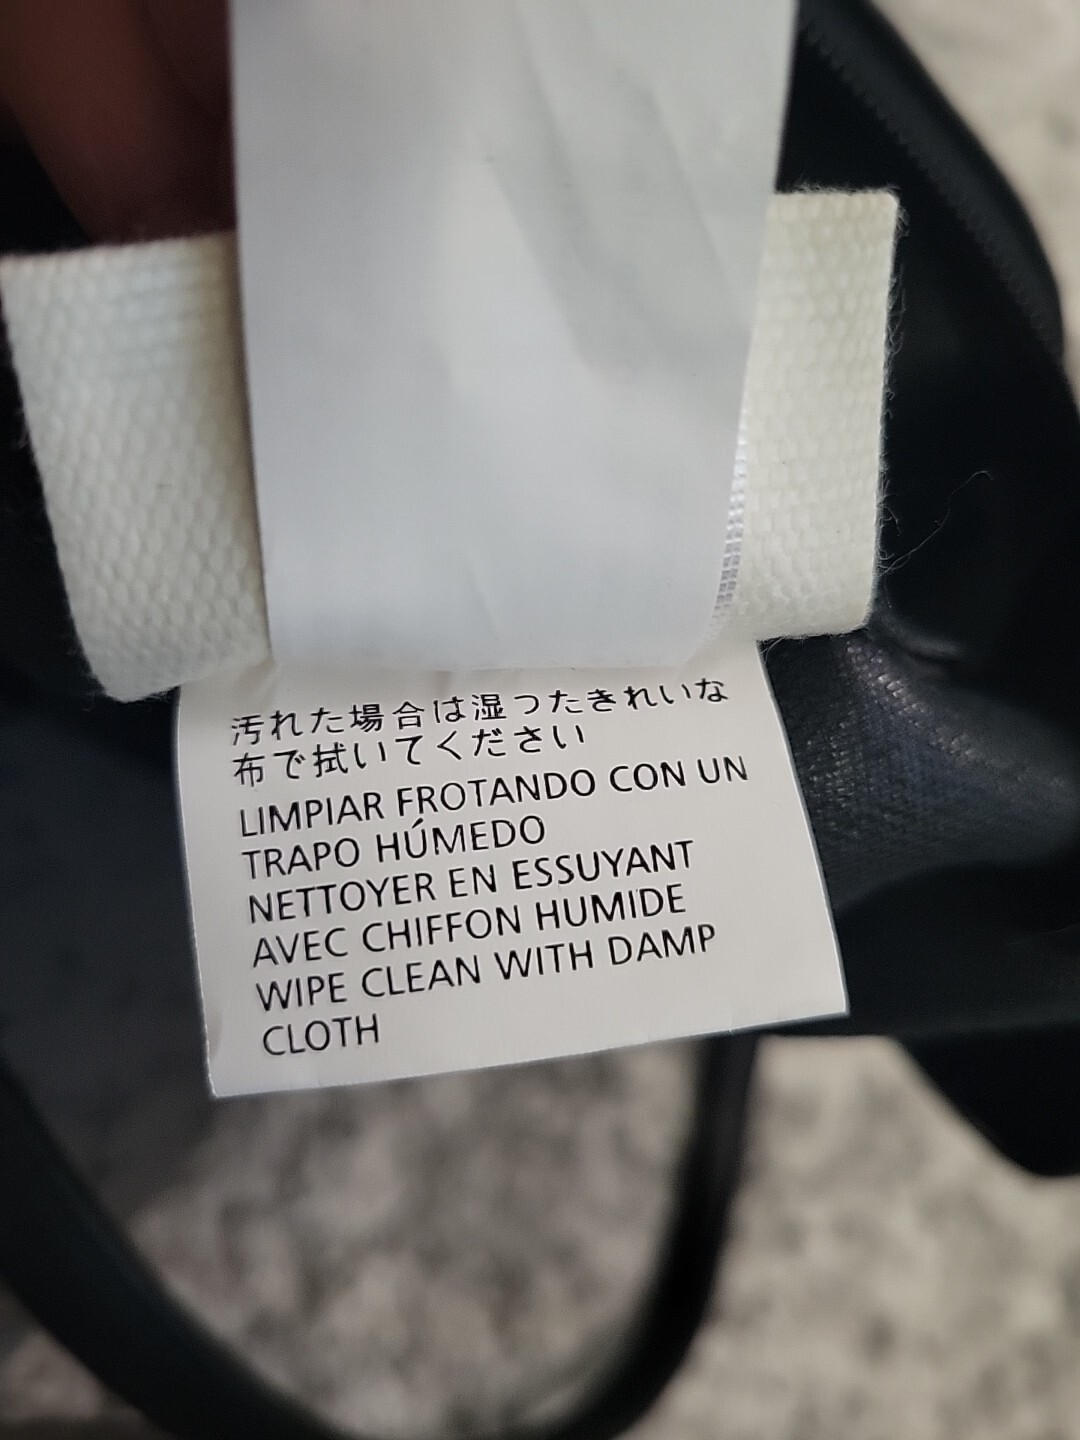 汚れた場合は湿つたきれいな
布で拭いてください
LIMPIAR FROTANDO CON UN
TRAPO HÚMEDO
NETTOYER EN ESSUYANT
AVEC CHIFFON HUMIDE
WIPE CLEAN WITH DAMP
CLOTH